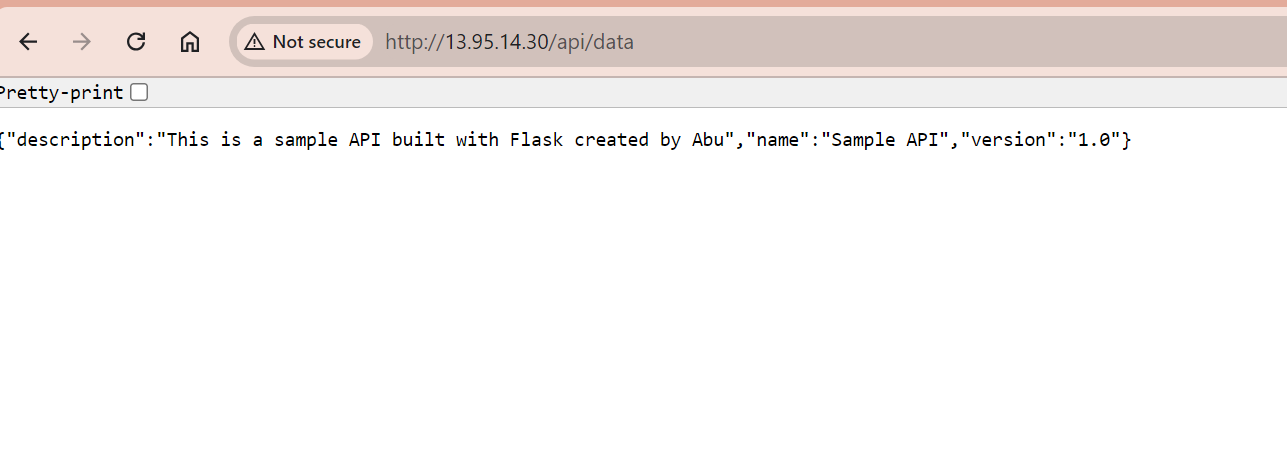 Not secure http://13.95.14.30/api/data
Pretty-print
{"description":"This is a sample API built with Flask created by Abu","name":"Sample API","version":"1.0"}